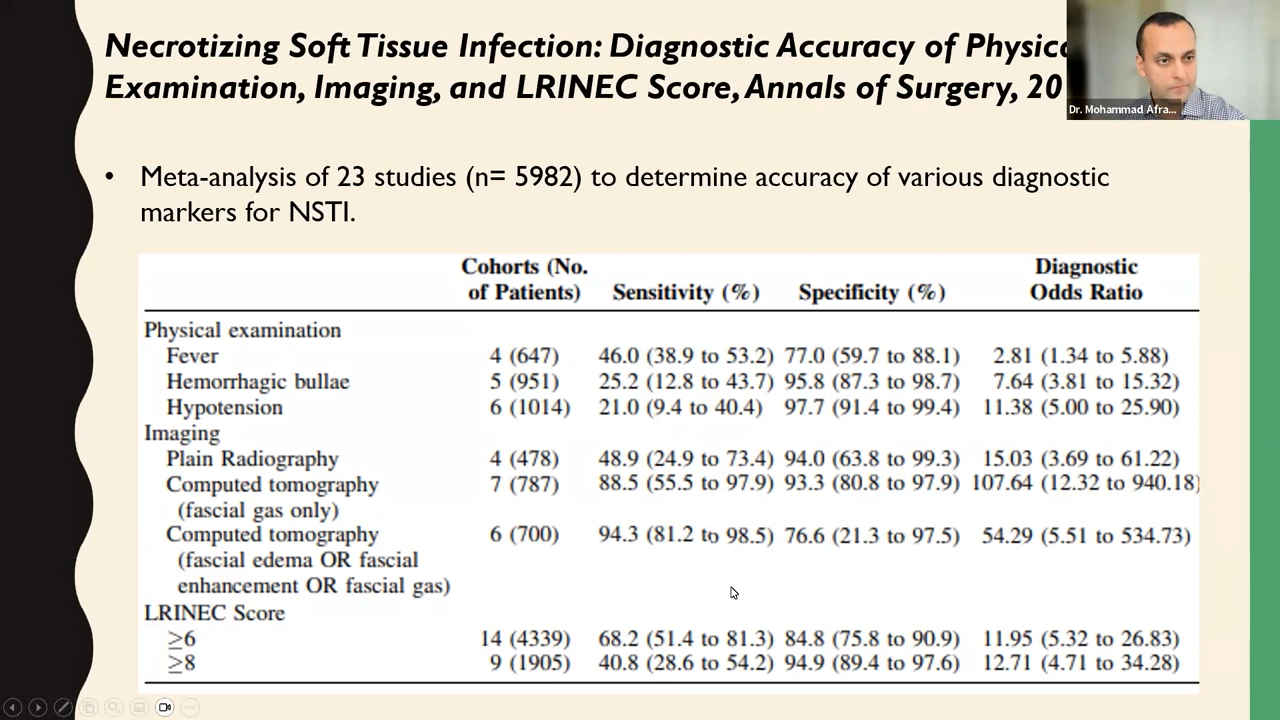 Necrotizing Soft Tissue Infection: Diagnostic Accuracy of
Examination, Imaging, and LRINEC Score, Annals of Surgery, 20
Dr. Mohammad Afra...
• Meta-analysis of 23 studies (n= 5982) to determine accuracy of various diagnostic
markers for NSTI.
Cohorts (No. of Patients) Sensitivity (%) Specificity (%) Diagnostic Odds Ratio
Physical examination
Fever 4 (647) 46.0 (38.9 to 53.2) 77.0 (59.7 to 88.1) 2.81 (1.34 to 5.88)
Hemorrhagic bullae 5 (951) 25.2 (12.8 to 43.7) 95.8 (87.3 to 98.7) 7.64 (3.81 to 15.32)
Hypotension 6 (1014) 21.0 (9.4 to 40.4) 97.7 (91.4 to 99.4) 11.38 (5.00 to 25.90)
Imaging
Plain Radiography 4 (478) 48.9 (24.9 to 73.4) 94.0 (63.8 to 99.3) 15.03 (3.69 to 61.22)
Computed tomography 7 (787) 88.5 (55.5 to 97.9) 93.3 (80.8 to 97.9) 107.64 (12.32 to 940.18)
(fascial gas only)
Computed tomography 6 (700) 94.3 (81.2 to 98.5) 76.6 (21.3 to 97.5) 54.29 (5.51 to 534.73)
(fascial edema OR fascial
enhancement OR fascial gas)
LRINEC Score
≥6 14 (4339) 68.2 (51.4 to 81.3) 84.8 (75.8 to 90.9) 11.95 (5.32 to 26.83)
≥8 9 (1905) 40.8 (28.6 to 54.2) 94.9 (89.4 to 97.6) 12.71 (4.71 to 34.28)